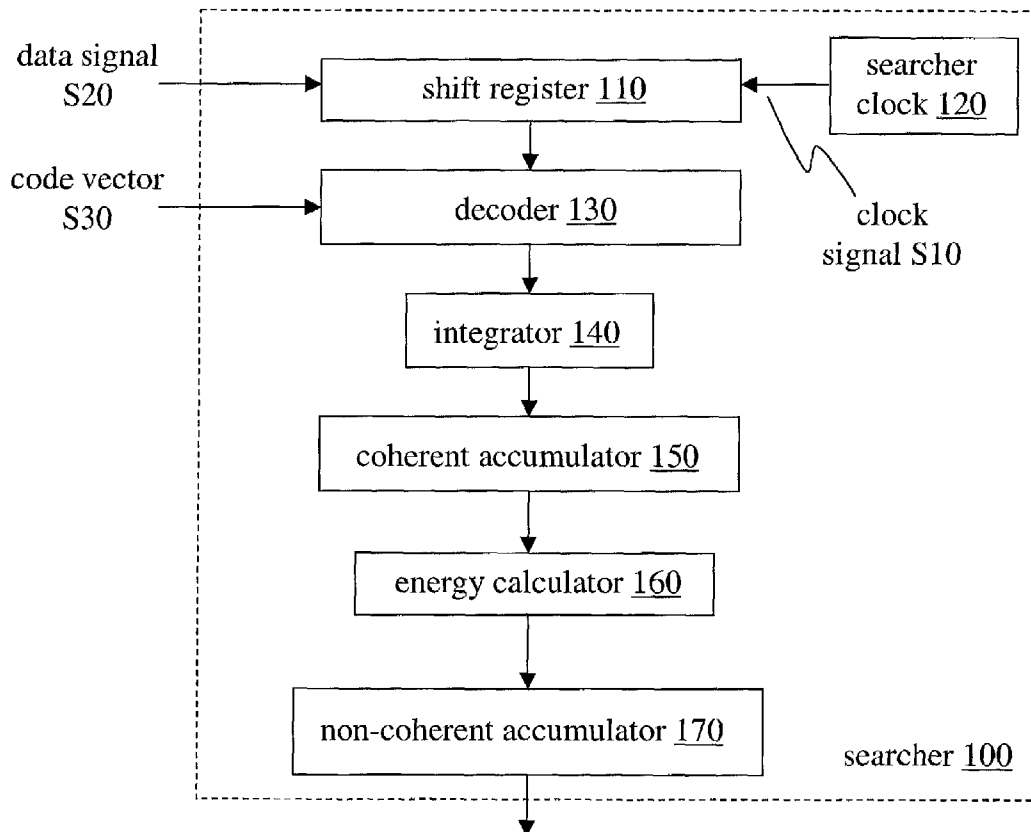 data signal
S20
shift register 110
searcher
clock 120
code vector
S30
decoder 130
clock
signal S10
integrator 140
coherent accumulator 150
energy calculator 160
non-coherent accumulator 170
searcher 100